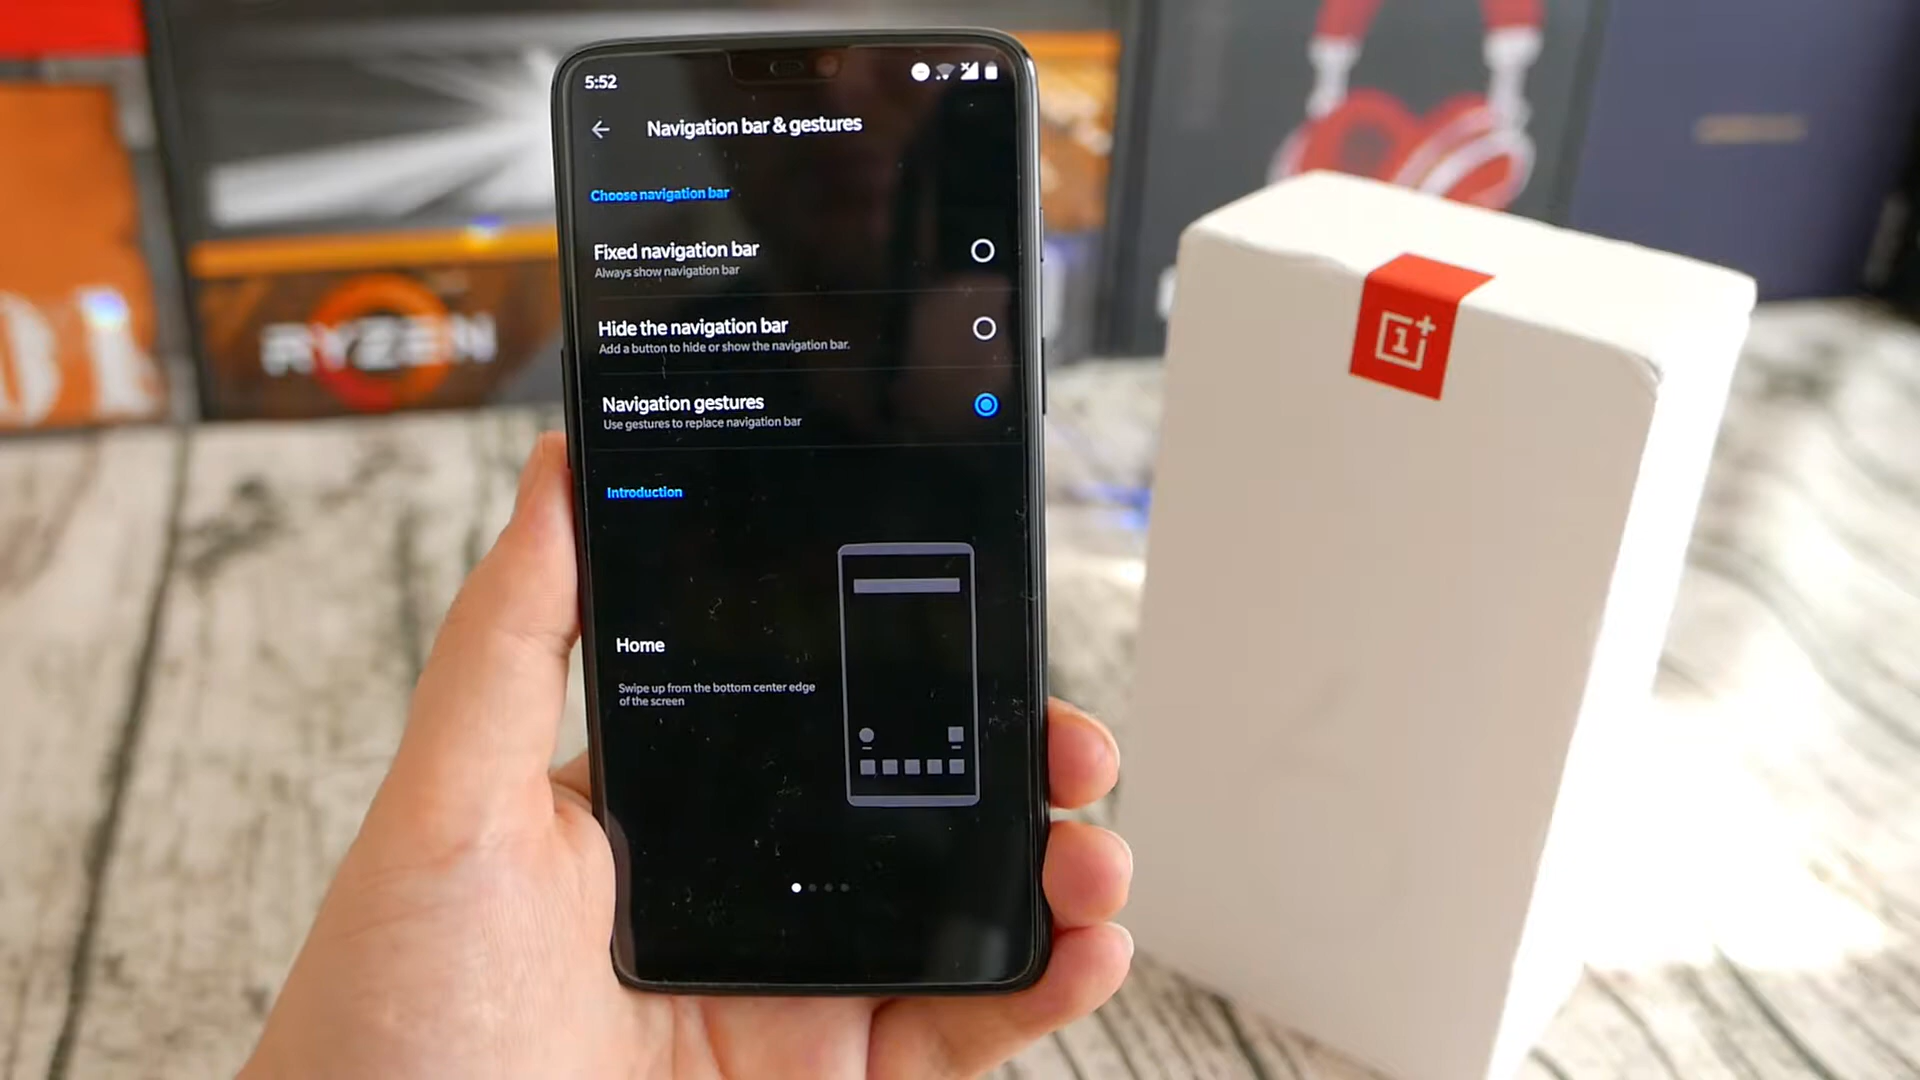 5:52
Navigation bar & gestures
Choose navigation bar
Fixed navigation bar
Always show navigation bar
Hide the navigation bar
Add a button to hide or show the navigation bar.
Navigation gestures
Use gestures to replace navigation bar
Introduction
Home
Swipe up from the bottom center edge
of the screen
RYZEN
1+